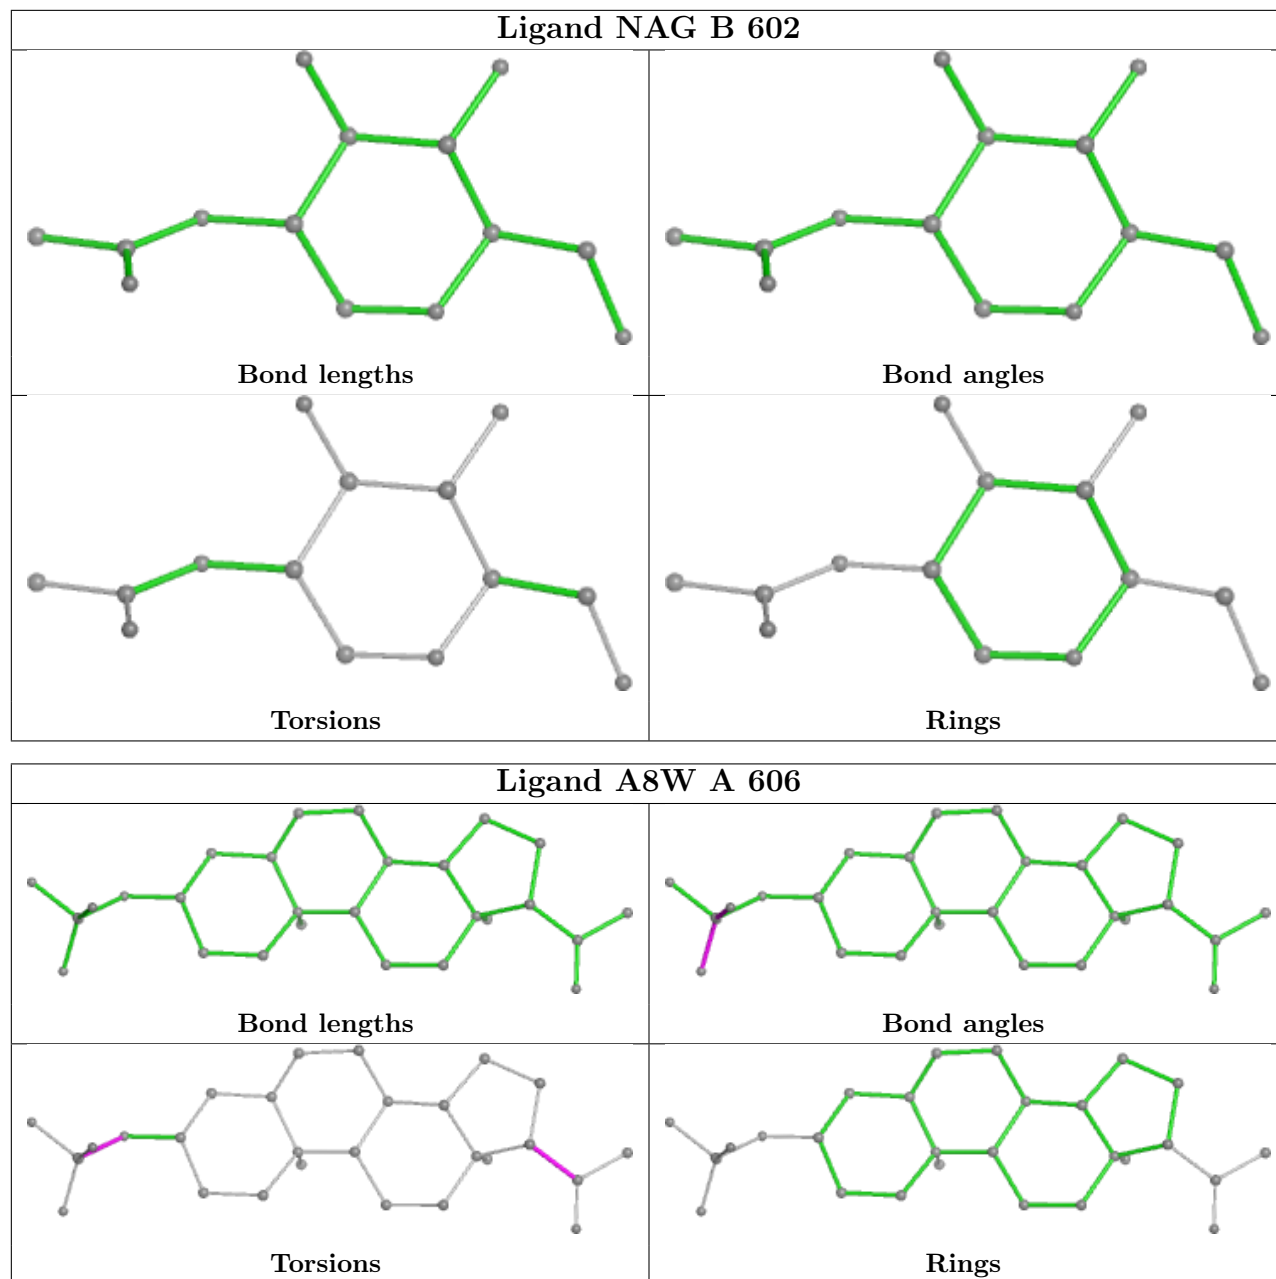 Ligand NAG B 602
Bond lengths
Bond angles
Torsions
Rings
Ligand A8W A 606
Bond lengths
Bond angles
Torsions
Rings